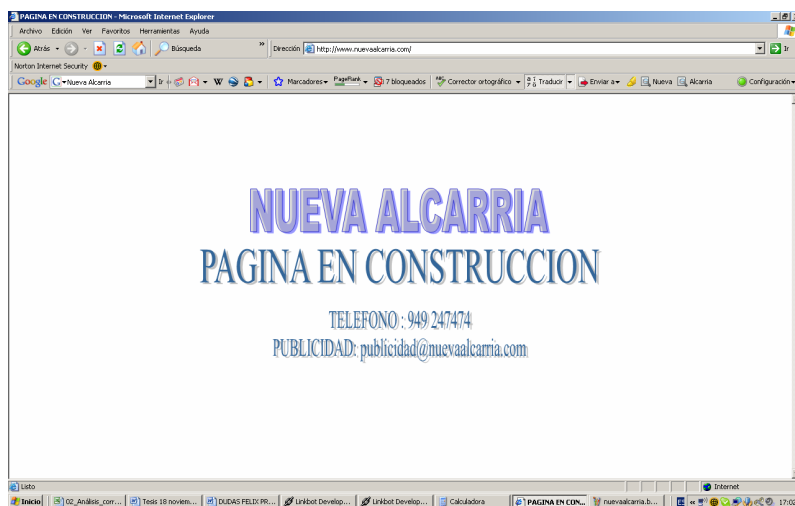 PAGINA EN CONSTRUCCION - Microsoft Internet Explorer
Archivo Edición Ver Favoritos Herramientas Ayuda
Atrás Búsqueda » Dirección http://www.nuevaalcarria.com/ Ir
Norton Internet Security
Google G Nueva Alcarria Ir W Marcadores PageRank 7 bloqueados ABC Corrector ortográfico Traducir Enviar a Nueva Alcarria Configuración
NUEVA ALCARRIA
PAGINA EN CONSTRUCCION
TELEFONO : 949 247474
PUBLICIDAD: publicidad@nuevaalcarria.com
Listo Internet
Inicio 02_Análisis_corr... Tesis 18 noviem... DUDAS FELIX PR... Linkbot Develop... Linkbot Develop... Calculadora PAGINA EN CON... nuevaalcarria.b... « 17:02